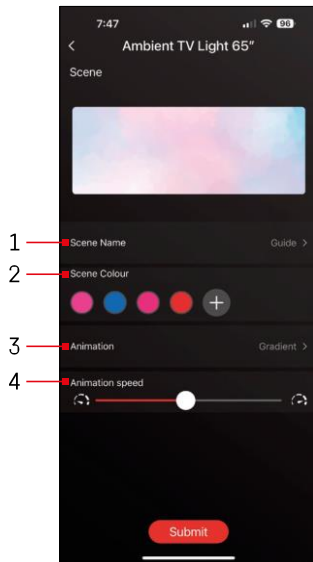 7:47 96
Ambient TV Light 65"
Scene
1 Scene Name Guide >
2 Scene Colour
+
3 Animation Gradient >
4 Animation speed
Submit